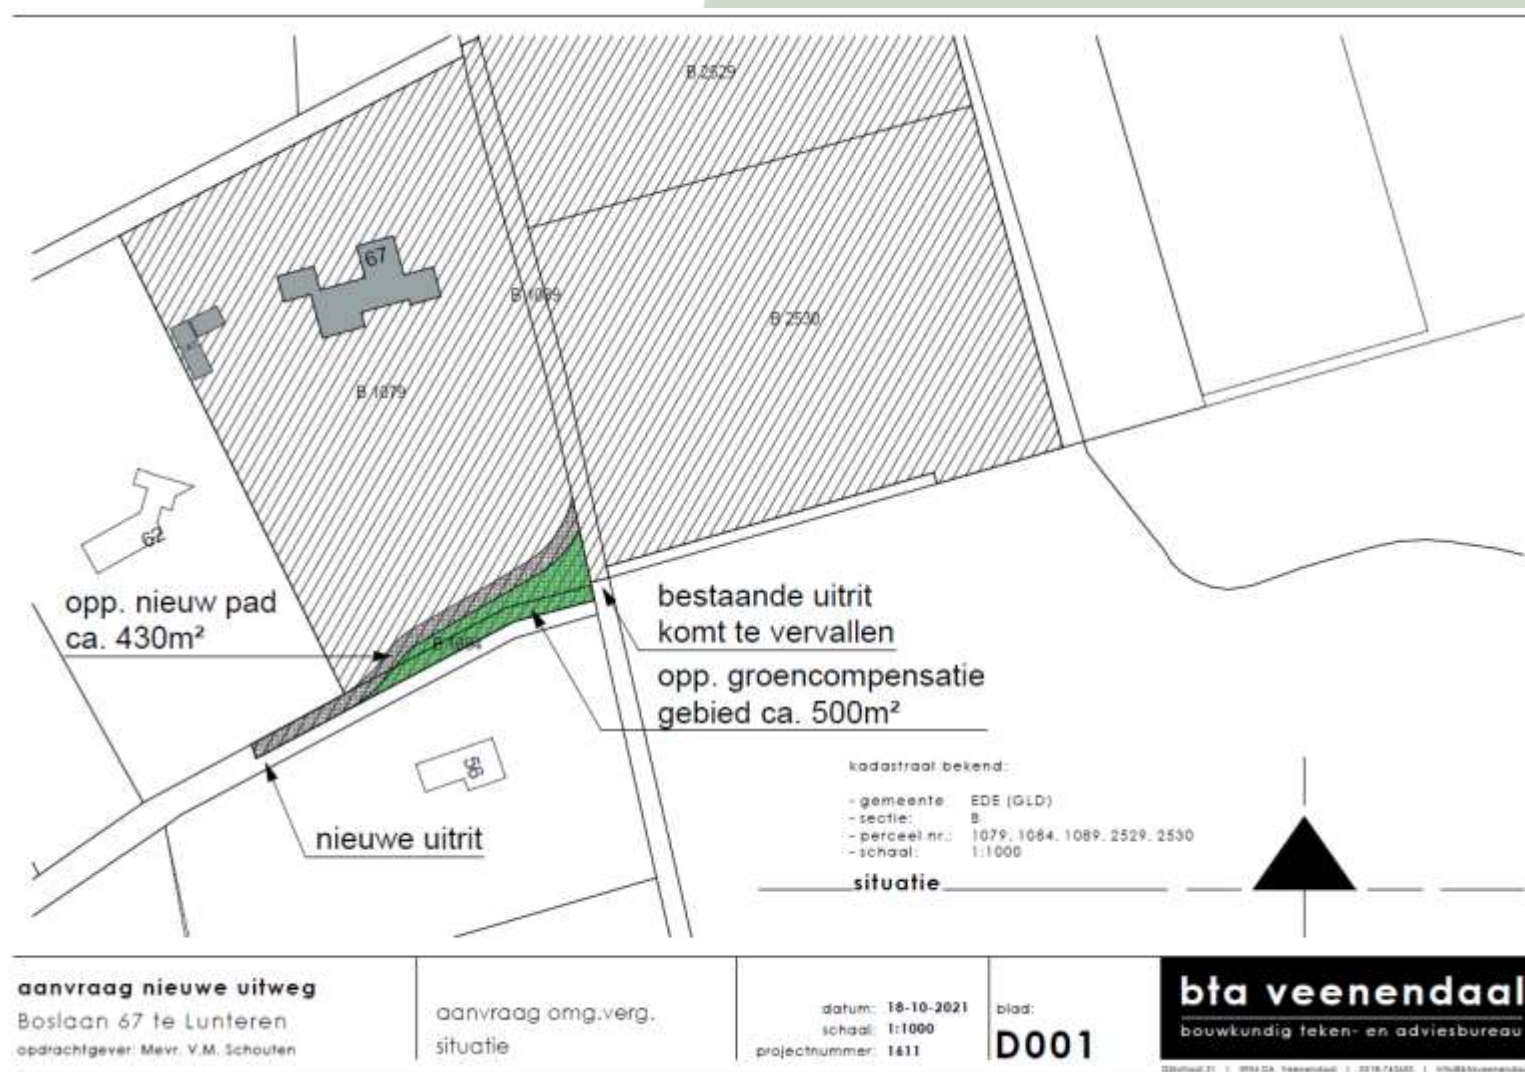 B 2529
67
B 1089
B 2530
B 1079
62
opp. nieuw pad
ca. 430m²
bestaande uitrit
komt te vervallen
B 1084
opp. groencompensatie
gebied ca. 500m²
56
nieuwe uitrit
kadastraal bekend:
- gemeente EDE (GLD)
- sectie: B
- perceel nr.: 1079, 1084, 1089, 2529, 2530
- schaal: 1:1000
situatie
aanvraag nieuwe uitweg
Boslaan 67 te Lunteren
opdrachtgever: Mevr. V.M. Schouten
aanvraag omg.verg.
situatie
datum: 18-10-2021
schaal: 1:1000
projectnummer: 1611
blad:
D001
bta veenendaal
bouwkundig teken- en adviesbureau